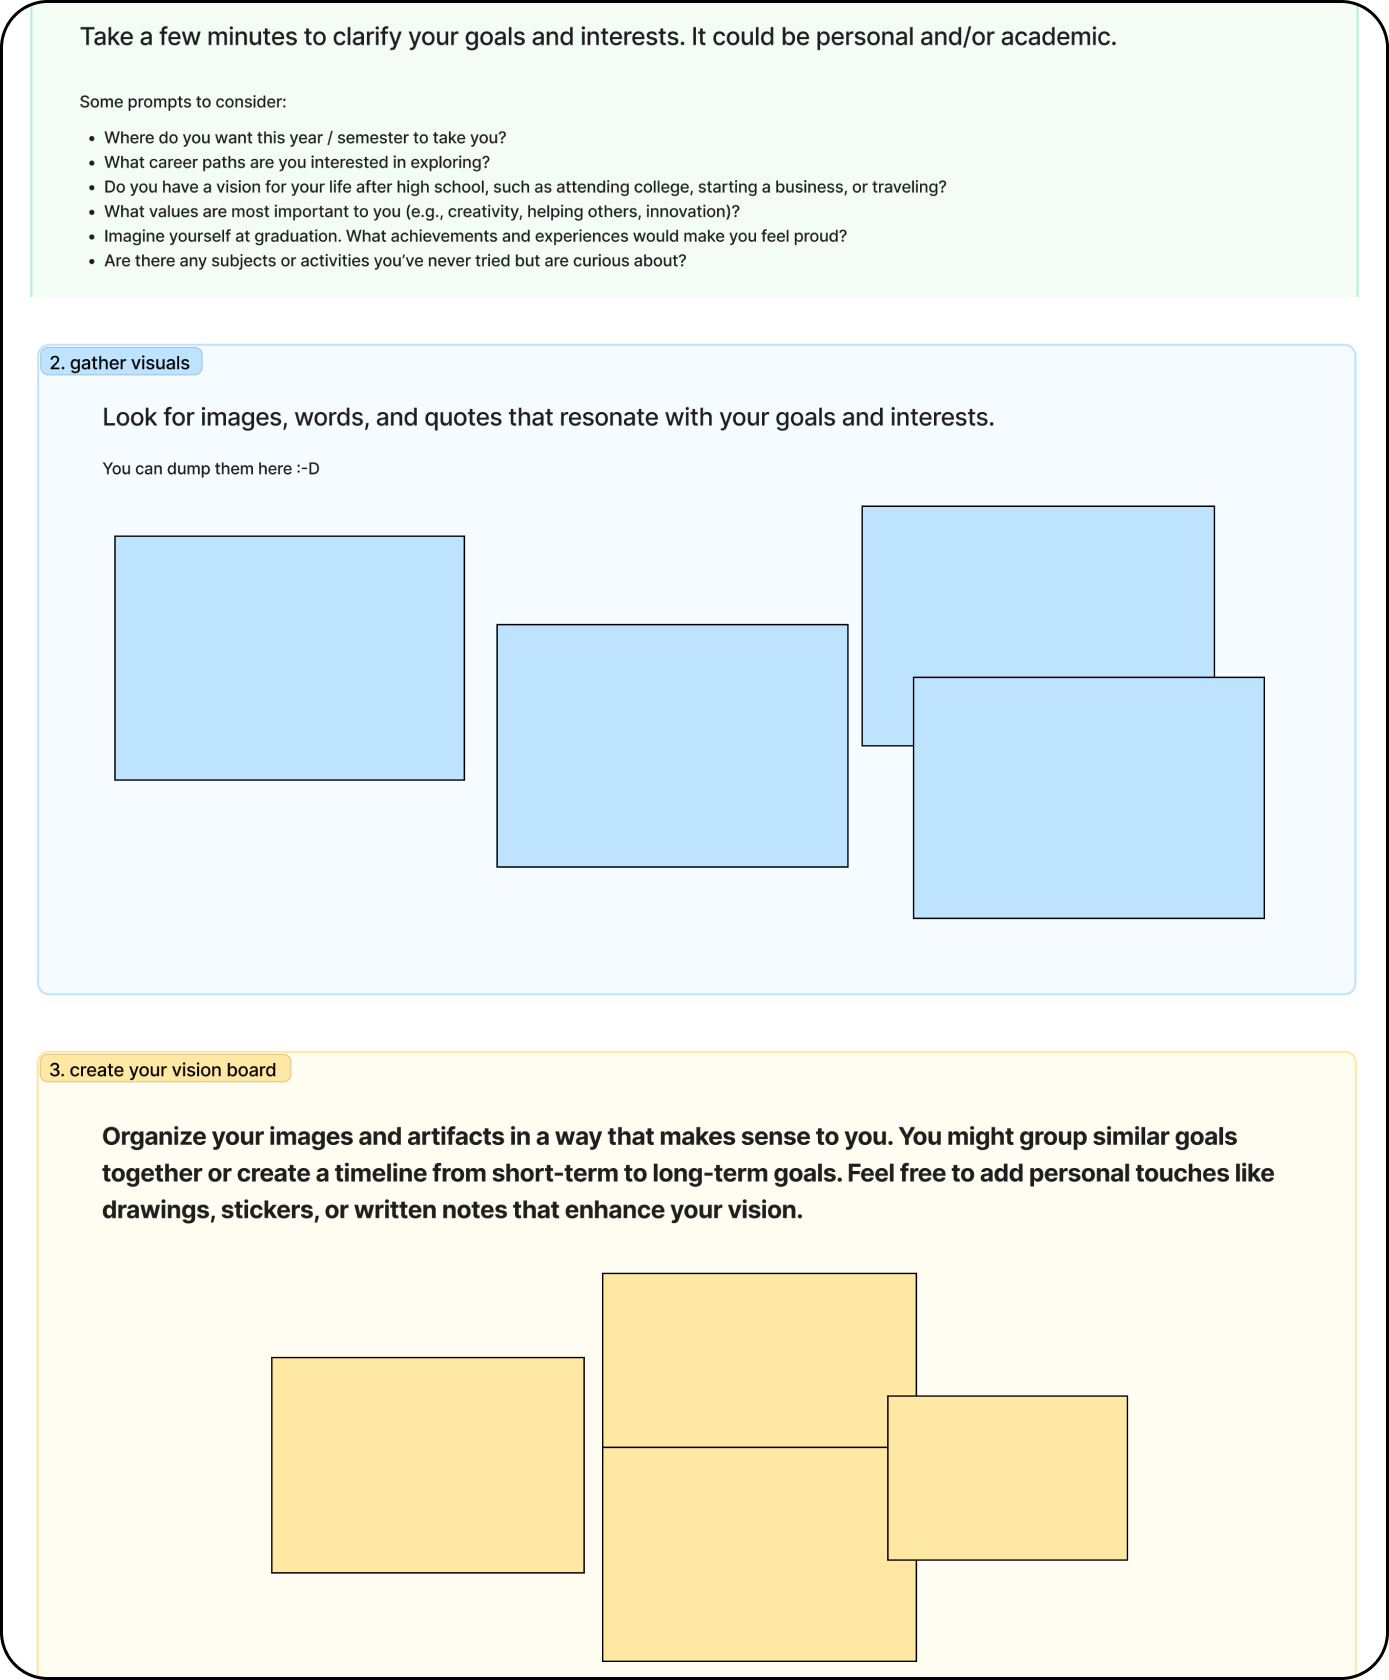 Take a few minutes to clarify your goals and interests. It could be personal and/or academic.
Some prompts to consider:
• Where do you want this year / semester to take you?
• What career paths are you interested in exploring?
• Do you have a vision for your life after high school, such as attending college, starting a business, or traveling?
• What values are most important to you (e.g., creativity, helping others, innovation)?
• Imagine yourself at graduation. What achievements and experiences would make you feel proud?
• Are there any subjects or activities you’ve never tried but are curious about?
2. gather visuals
Look for images, words, and quotes that resonate with your goals and interests.
You can dump them here :-D
3. create your vision board
Organize your images and artifacts in a way that makes sense to you. You might group similar goals
together or create a timeline from short-term to long-term goals. Feel free to add personal touches like
drawings, stickers, or written notes that enhance your vision.